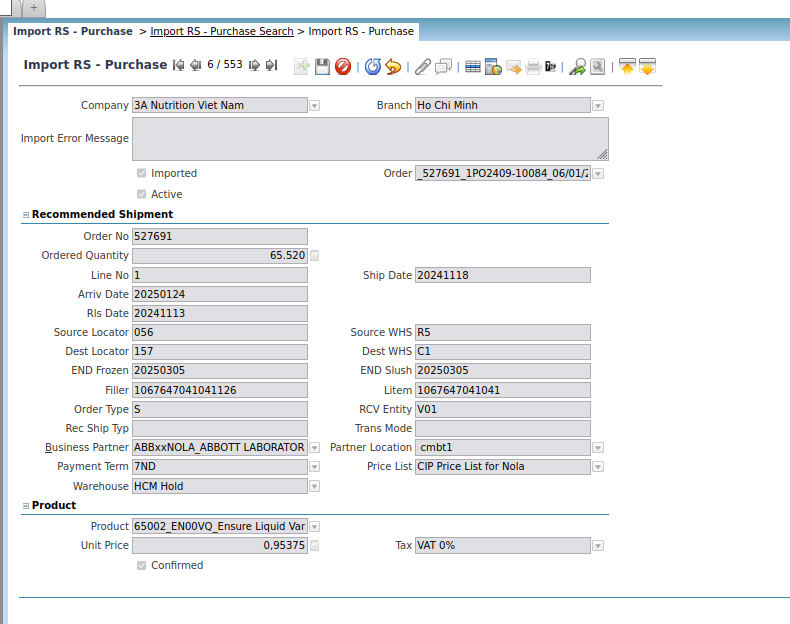 +
Import RS - Purchase > Import RS - Purchase Search > Import RS - Purchase
Import RS - Purchase 6 / 553
Company 3A Nutrition Viet Nam Branch Ho Chi Minh
Import Error Message
Imported Order _527691_1PO2409-10084_06/01/2
Active
Recommended Shipment
Order No 527691
Ordered Quantity 65.520
Line No 1 Ship Date 20241118
Arriv Date 20250124
Rls Date 20241113
Source Locator 056 Source WHS R5
Dest Locator 157 Dest WHS C1
END Frozen 20250305 END Slush 20250305
Filler 1067647041041126 Litem 1067647041041
Order Type S RCV Entity V01
Rec Ship Typ Trans Mode
Business Partner ABBxxNOLA_ABBOTT LABORATOR Partner Location cmbt1
Payment Term 7ND Price List CIP Price List for Nola
Warehouse HCM Hold
Product
Product 65002_EN00VQ_Ensure Liquid Var
Unit Price 0,95375 Tax VAT 0%
Confirmed